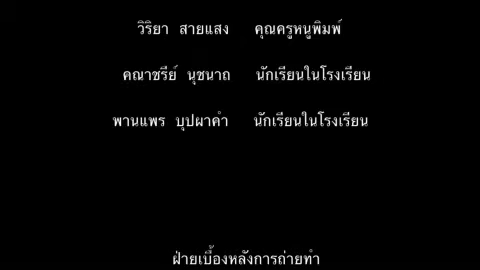 วิริยา สายแสง คุณครูหนูพิมพ์
คณาชรีย์ นุชนาถ นักเรียนในโรงเรียน
พานแพร บุปผาคำ นักเรียนในโรงเรียน
ฝ่ายเบื้องหลังการถ่ายทำ